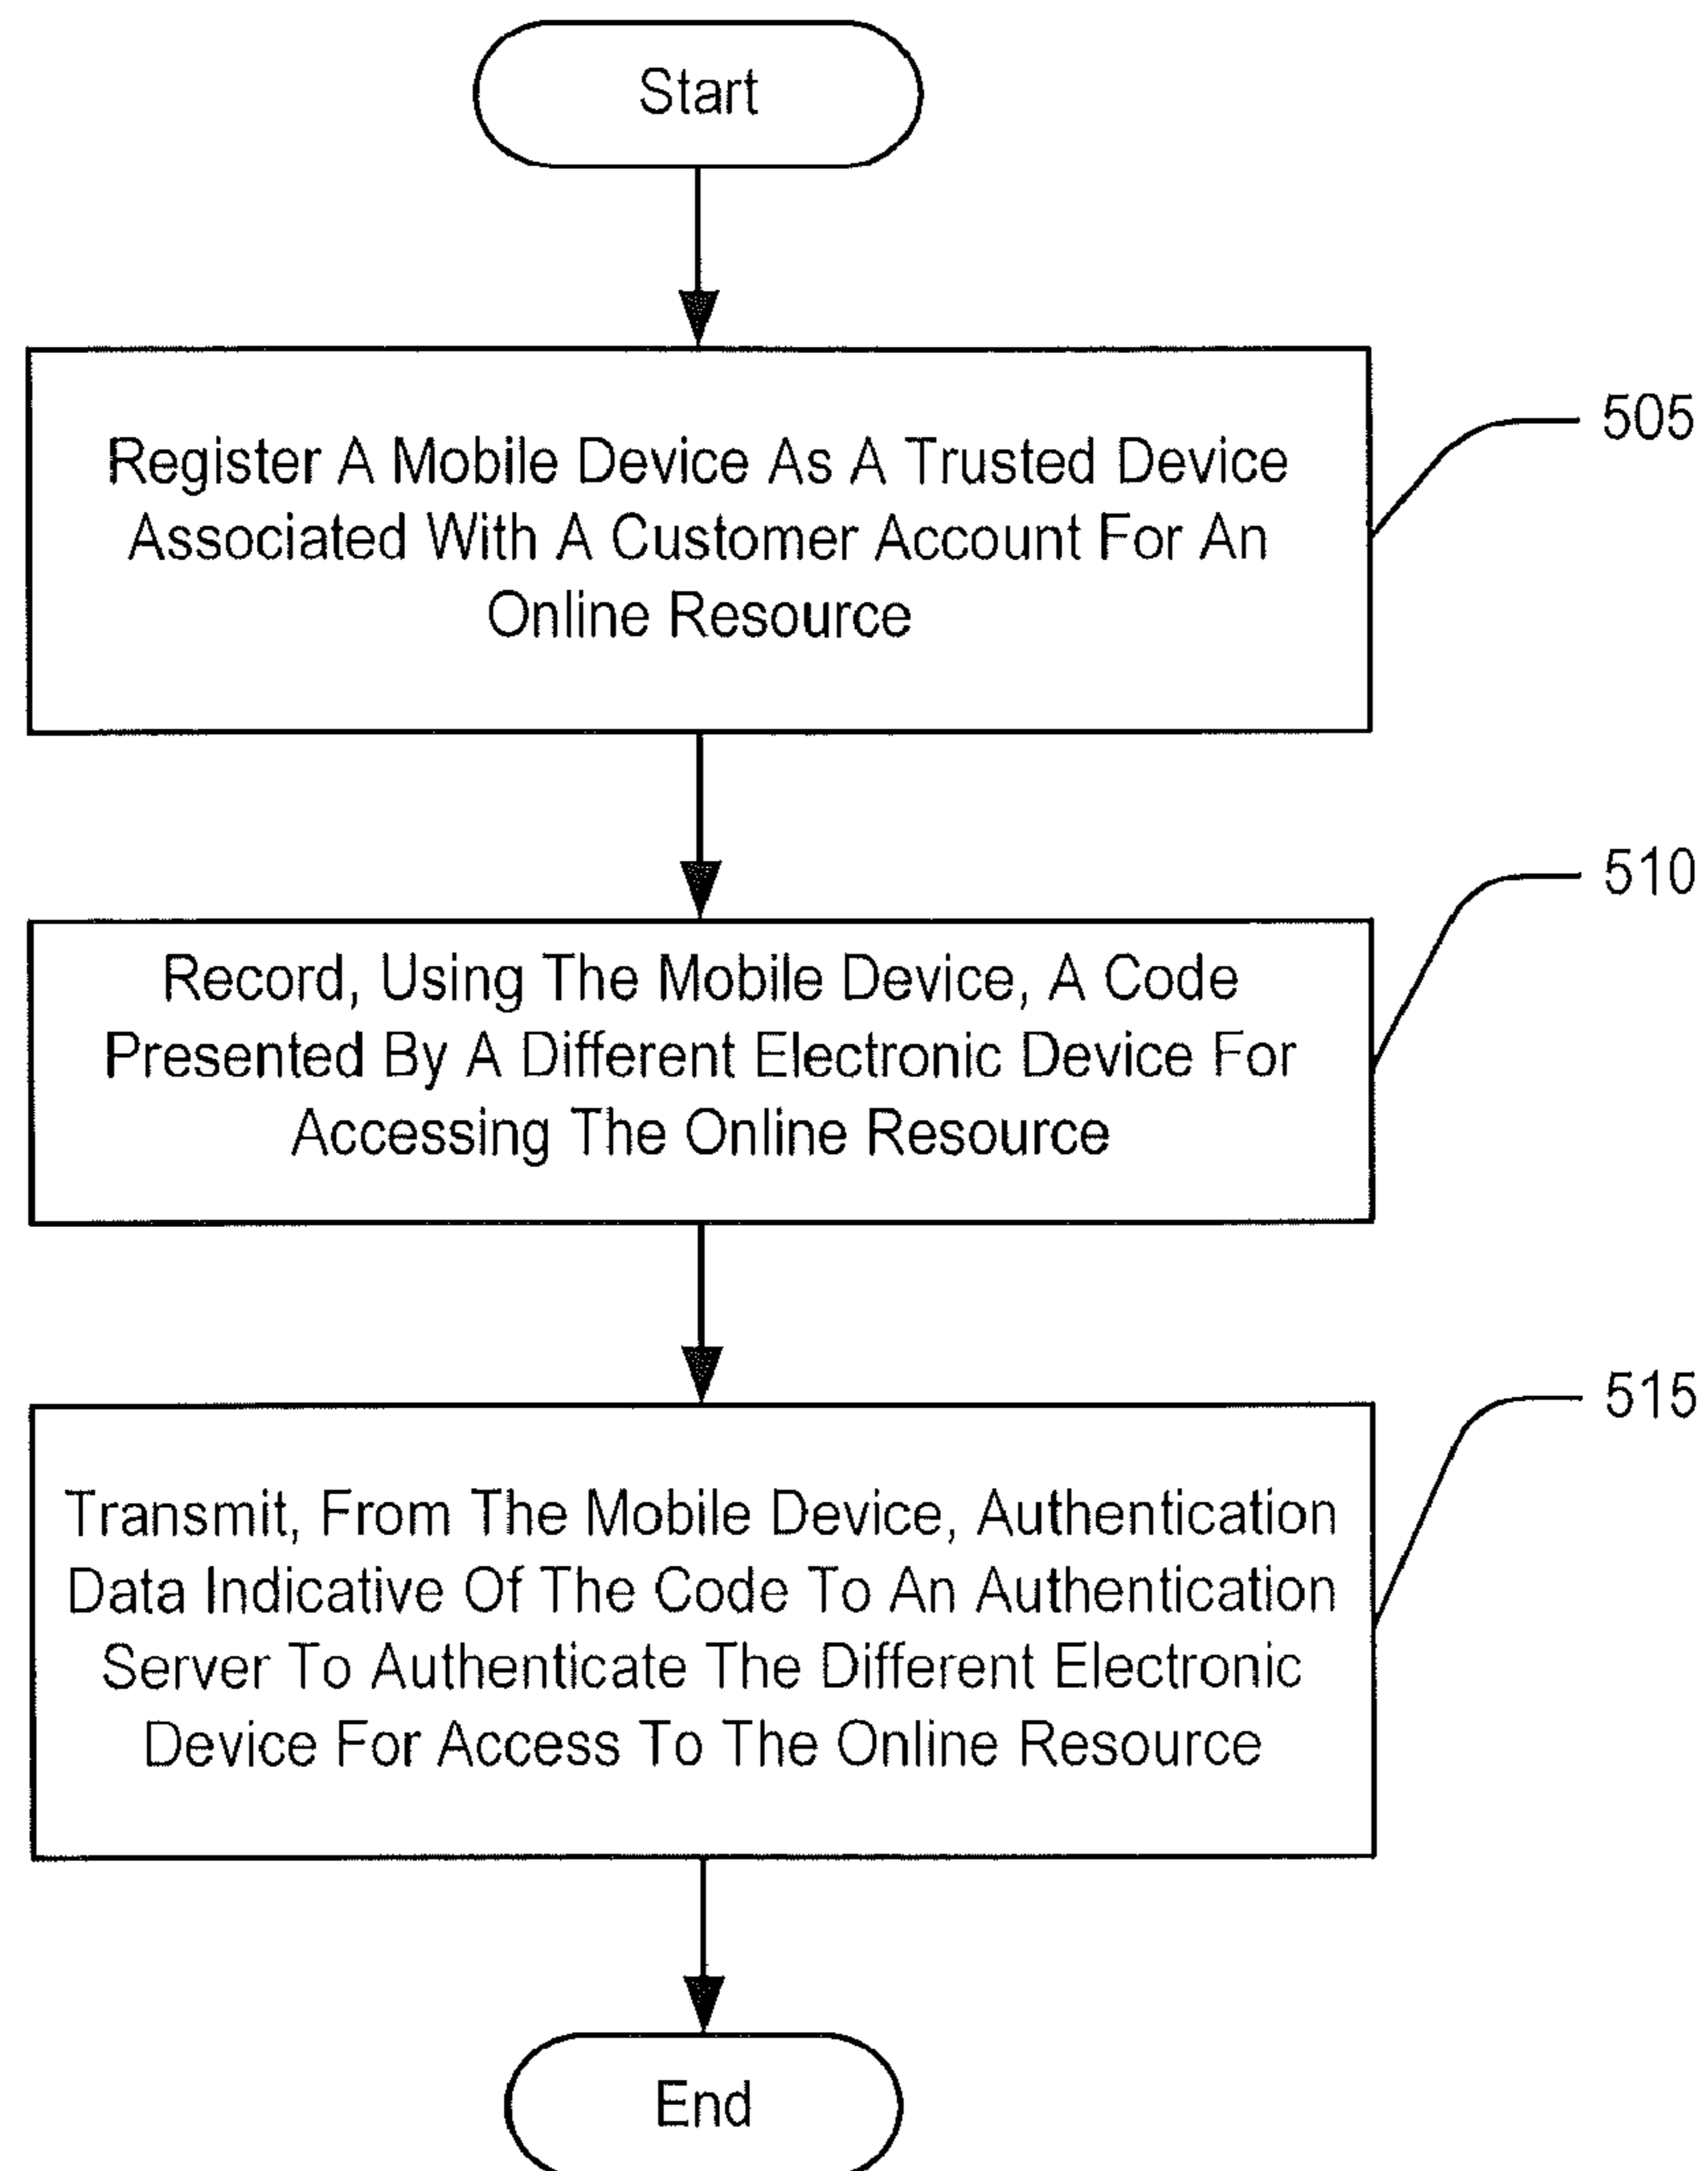 Start
Register A Mobile Device As A Trusted Device
Associated With A Customer Account For An
Online Resource
505
Record, Using The Mobile Device, A Code
Presented By A Different Electronic Device For
Accessing The Online Resource
510
Transmit, From The Mobile Device, Authentication
Data Indicative Of The Code To An Authentication
Server To Authenticate The Different Electronic
Device For Access To The Online Resource
515
End